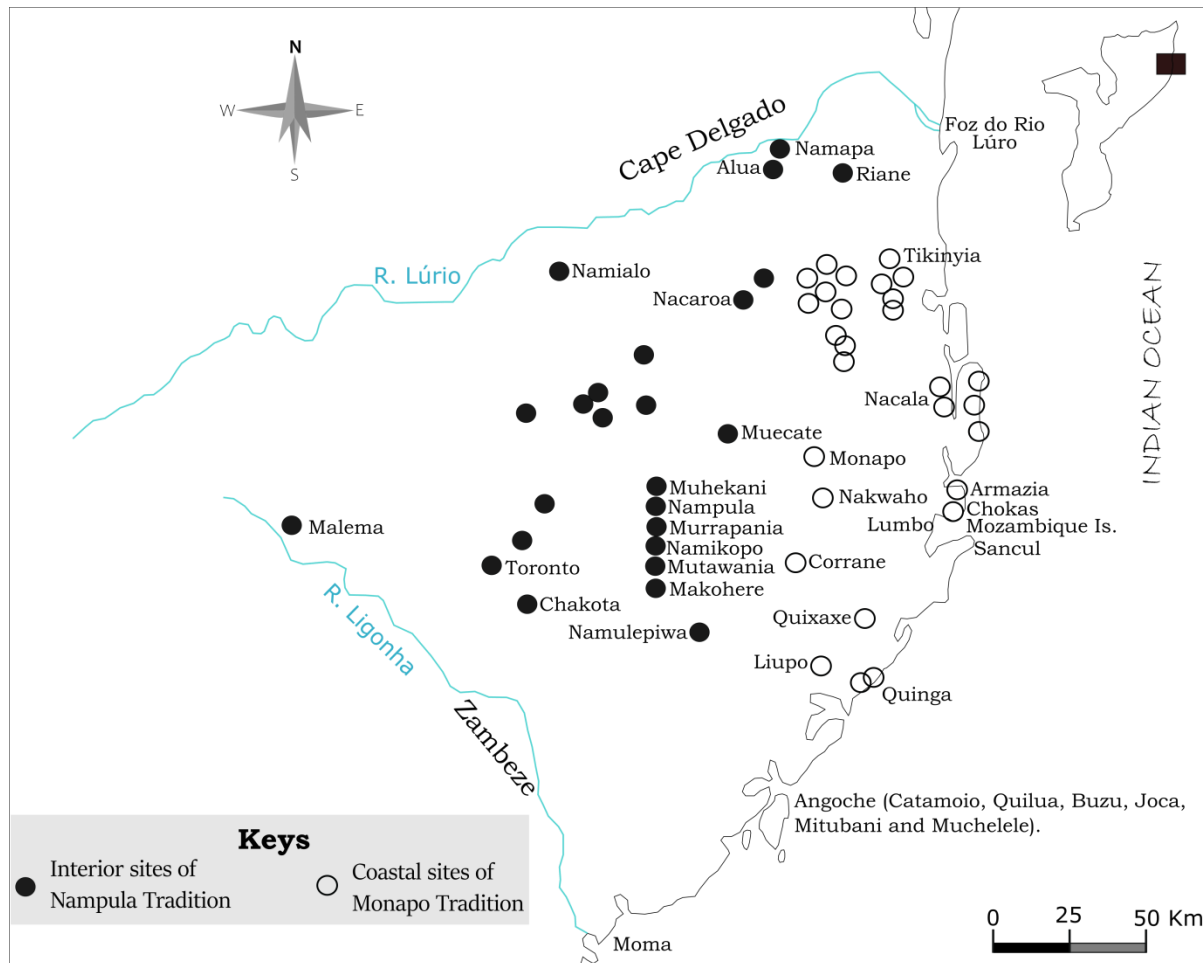 N
W
E
S
Cape Delgado
Foz do Rio
Lúro
Namapa
Alua
Riane
R. Lúrio
Namialo
Nacaroa
Tikinyia
INDIAN OCEAN
Nacala
Muecate
Monapo
Muhekani
Nampula
Murrapania
Namikopo
Mutawania
Makohere
Nakwaho
Armazia
Chokas
Lumbo
Mozambique Is.
Sancul
Malema
Toronto
Corrane
Chakota
Namulepiwa
Quixaxe
R. Ligonha
Liupo
Quinga
Zambeze
Angoche (Catamoio, Quilua, Buzu, Joca,
Mitubani and Muchelele).
Keys
Interior sites of
Nampula Tradition
Coastal sites of
Monapo Tradition
Moma
0 25 50 Km